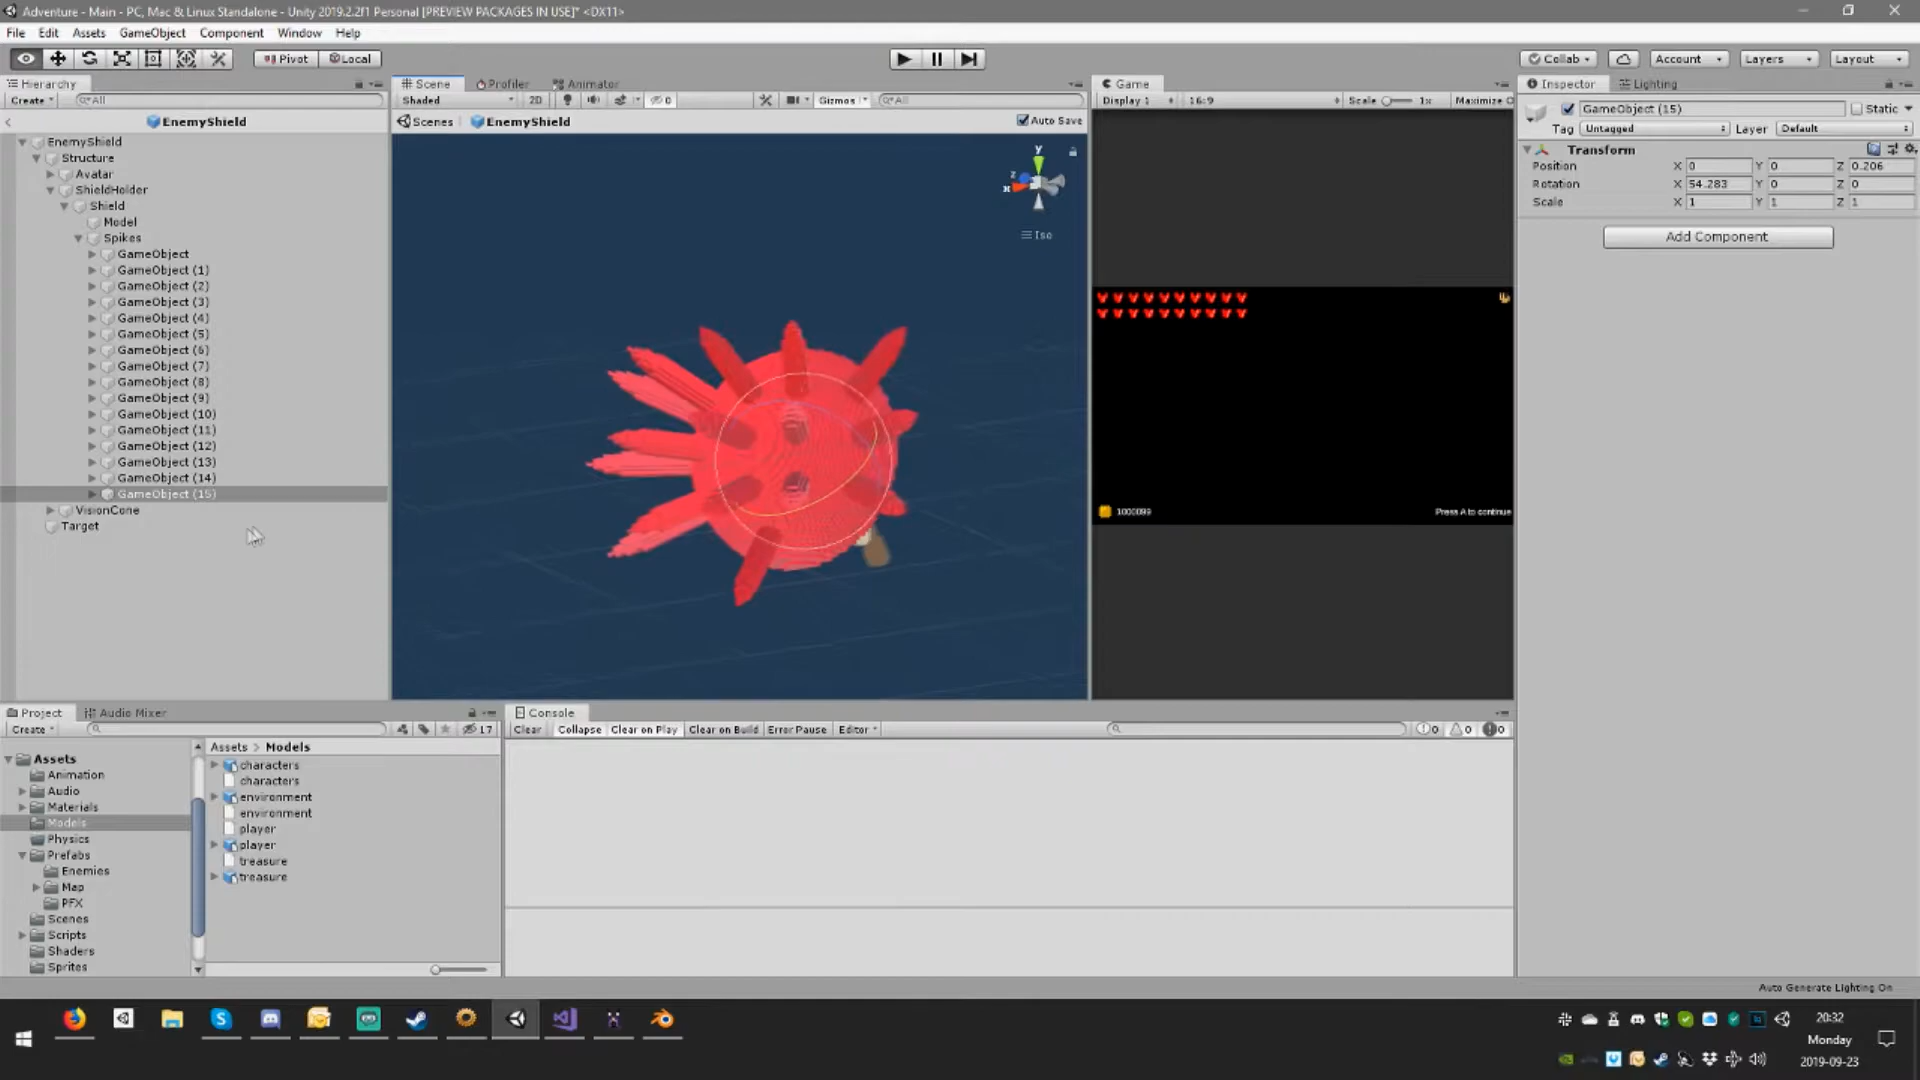 Adventure - Main - PC, Mac & Linux Standalone - Unity 2019.2.2f1 Personal [PREVIEW PACKAGES IN USE]* <DX11>
File Edit Assets GameObject Component Window Help
Pivot Local Collab Account Layers Layout
Hierarchy
Create All
EnemyShield
EnemyShield
Structure
Avatar
ShieldHolder
Shield
Model
Spikes
GameObject
GameObject (1)
GameObject (2)
GameObject (3)
GameObject (4)
GameObject (5)
GameObject (6)
GameObject (7)
GameObject (8)
GameObject (9)
GameObject (10)
GameObject (11)
GameObject (12)
GameObject (13)
GameObject (14)
GameObject (15)
VisionCone
Target
Scene Profiler Animator
Shaded 2D 0 Gizmos All
Scenes EnemyShield Auto Save
y
z
x
Iso
Game
Display 1 16:9 Scale 1x Maximize O
1000099 Press A to continue
Inspector Lighting
GameObject (15) Static
Tag Untagged Layer Default
Transform
Position X 0 Y 0 Z 0.206
Rotation X 54.283 Y 0 Z 0
Scale X 1 Y 1 Z 1
Add Component
Project Audio Mixer
Create 17
Assets
Animation
Audio
Materials
Models
Physics
Prefabs
Enemies
Map
PFX
Scenes
Scripts
Shaders
Sprites
Assets > Models
characters
characters
environment
environment
player
player
treasure
treasure
Console
Clear Collapse Clear on Play Clear on Build Error Pause Editor 0 0 0
Auto Generate Lighting On
20:32
Monday
2019-09-23